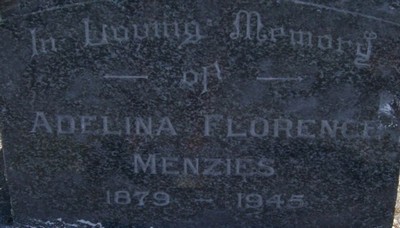 In Loving Memory
of
ADELINA FLORENCE
MENZIES
1879 - 1945